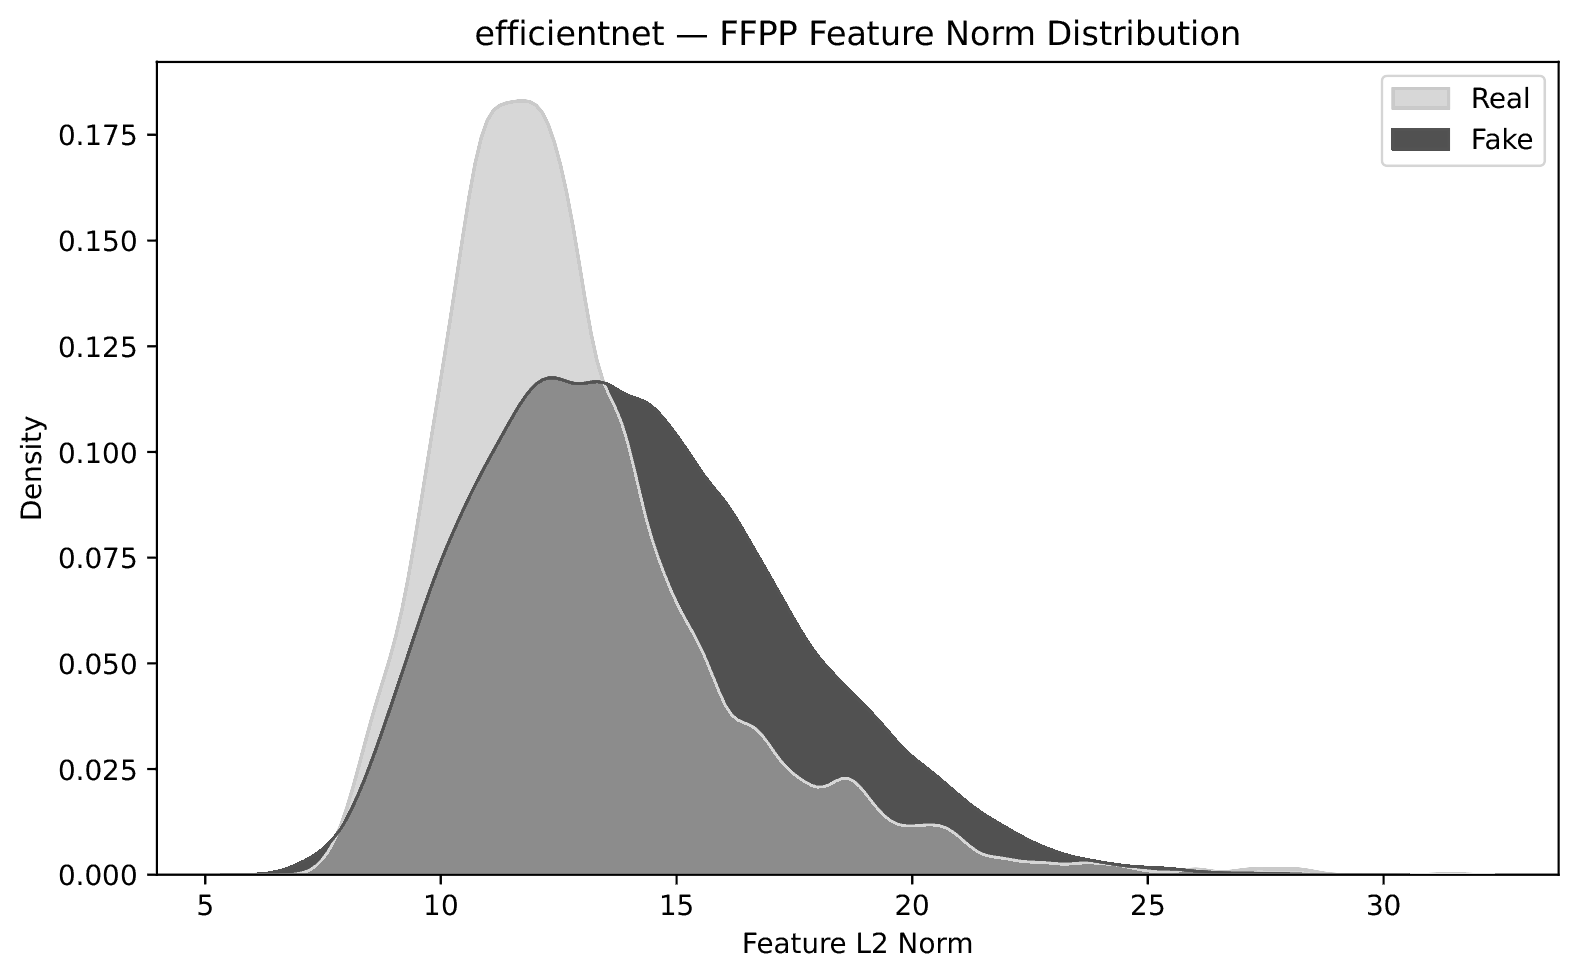 efficientnet — FFPP Feature Norm Distribution
Real
Fake
Density
0.175
0.150
0.125
0.100
0.075
0.050
0.025
0.000
5 10 15 20 25 30
Feature L2 Norm